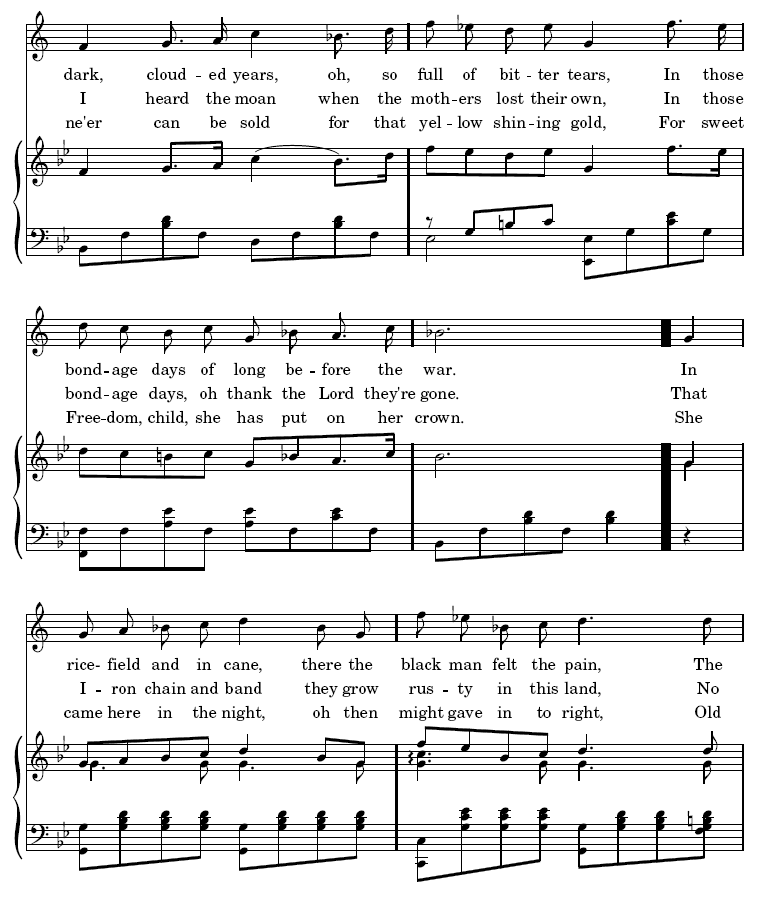 dark, cloud - ed years, oh, so full of bit - ter tears, In those
I heard the moan when the moth - ers lost their own, In those
ne'er can be sold for that yel - low shin - ing gold, For sweet
bond - age days of long be - fore the war. In
bond - age days, oh thank the Lord they're gone. That
Free - dom, child, she has put on her crown. She
rice - field and in cane, there the black man felt the pain, The
I - ron chain and band they grow rus - ty in this land, No
came here in the night, oh then might gave in to right, Old